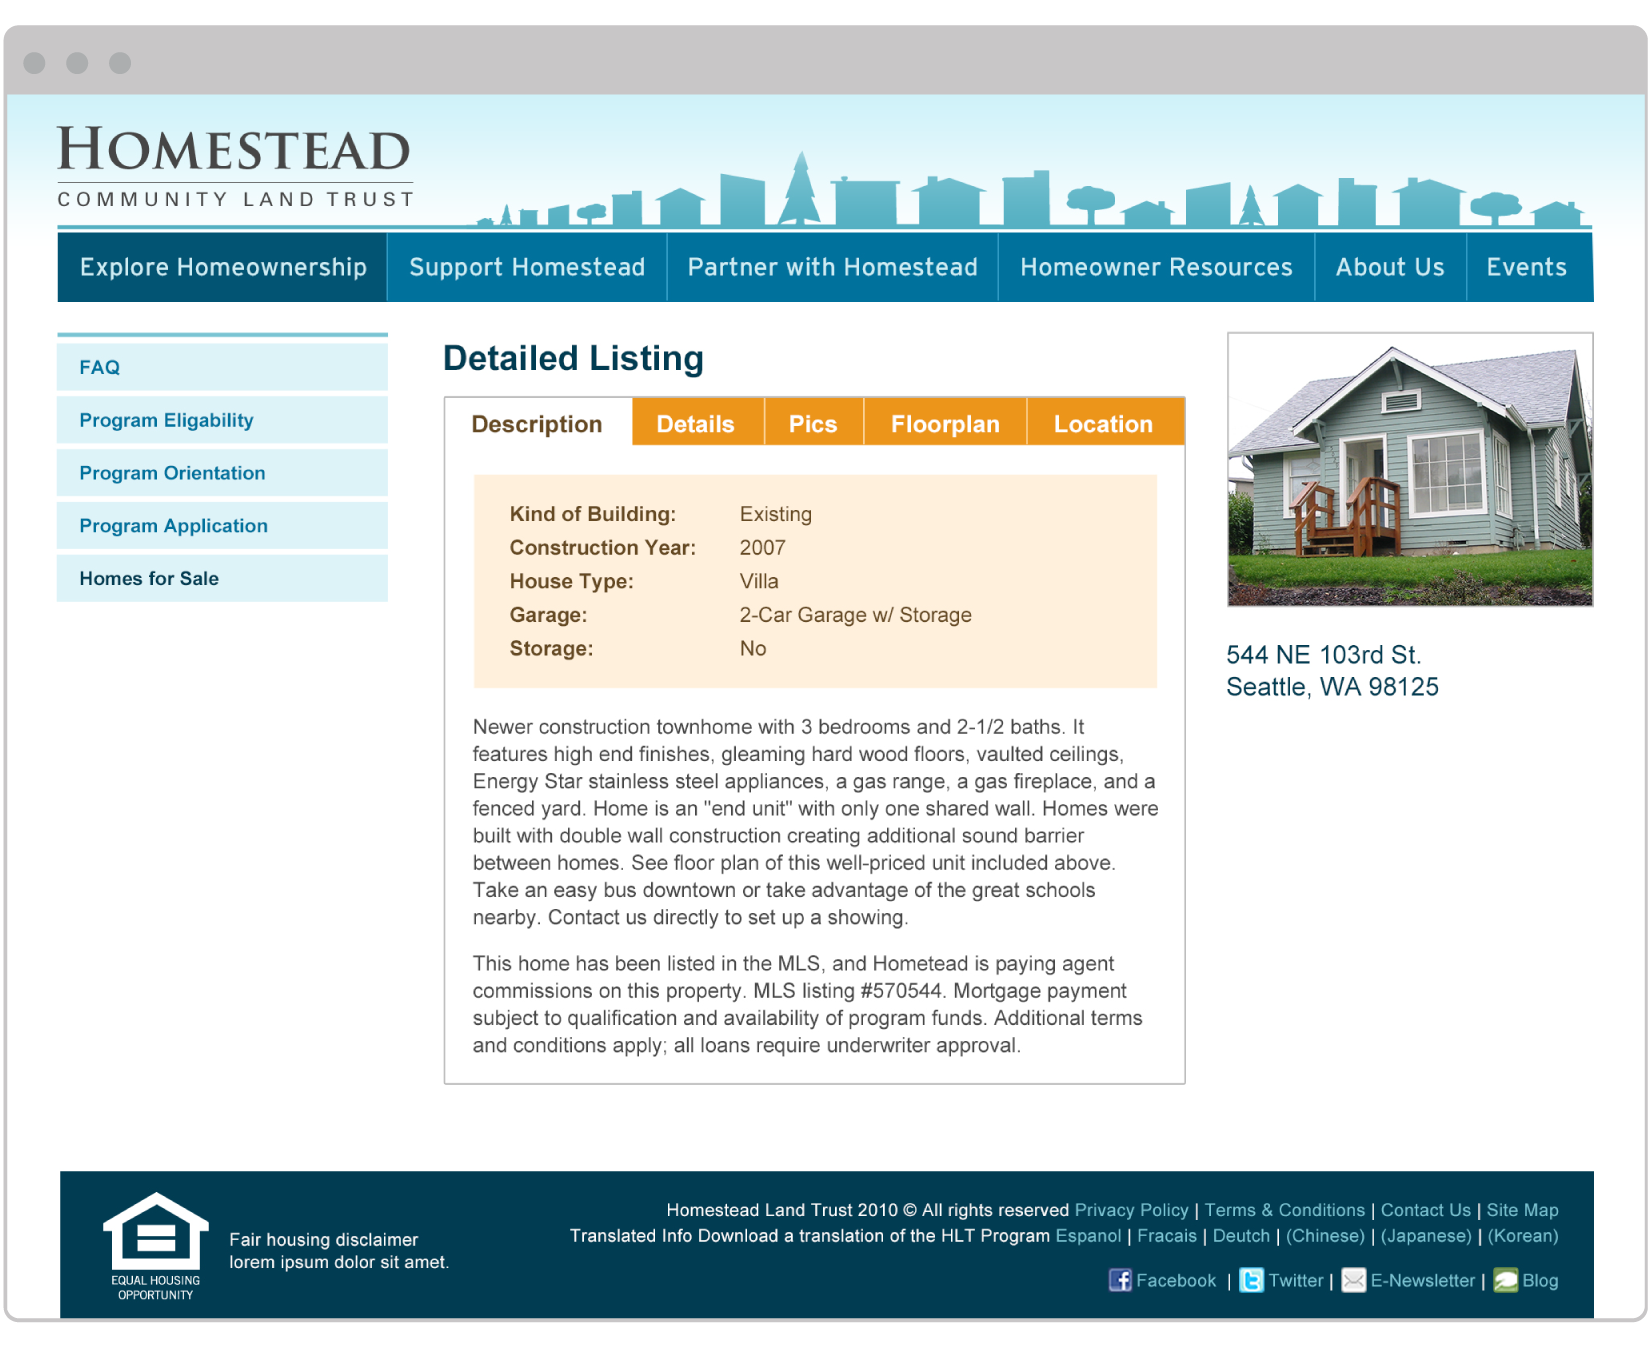 HOMESTEAD
COMMUNITY LAND TRUST
Explore Homeownership
Support Homestead
Partner with Homestead
Homeowner Resources
About Us
Events
FAQ
Program Eligability
Program Orientation
Program Application
Homes for Sale
Detailed Listing
Description
Details
Pics
Floorplan
Location
Kind of Building: Existing
Construction Year: 2007
House Type: Villa
Garage: 2-Car Garage w/ Storage
Storage: No
Newer construction townhome with 3 bedrooms and 2-1/2 baths. It
features high end finishes, gleaming hard wood floors, vaulted ceilings,
Energy Star stainless steel appliances, a gas range, a gas fireplace, and a
fenced yard. Home is an "end unit" with only one shared wall. Homes were
built with double wall construction creating additional sound barrier
between homes. See floor plan of this well-priced unit included above.
Take an easy bus downtown or take advantage of the great schools
nearby. Contact us directly to set up a showing.
This home has been listed in the MLS, and Hometead is paying agent
commissions on this property. MLS listing #570544. Mortgage payment
subject to qualification and availability of program funds. Additional terms
and conditions apply; all loans require underwriter approval.
544 NE 103rd St.
Seattle, WA 98125
EQUAL HOUSING
OPPORTUNITY
Fair housing disclaimer
lorem ipsum dolor sit amet.
Homestead Land Trust 2010 © All rights reserved Privacy Policy | Terms & Conditions | Contact Us | Site Map
Translated Info Download a translation of the HLT Program Espanol | Fracais | Deutch | (Chinese) | (Japanese) | (Korean)
Facebook | Twitter | E-Newsletter | Blog